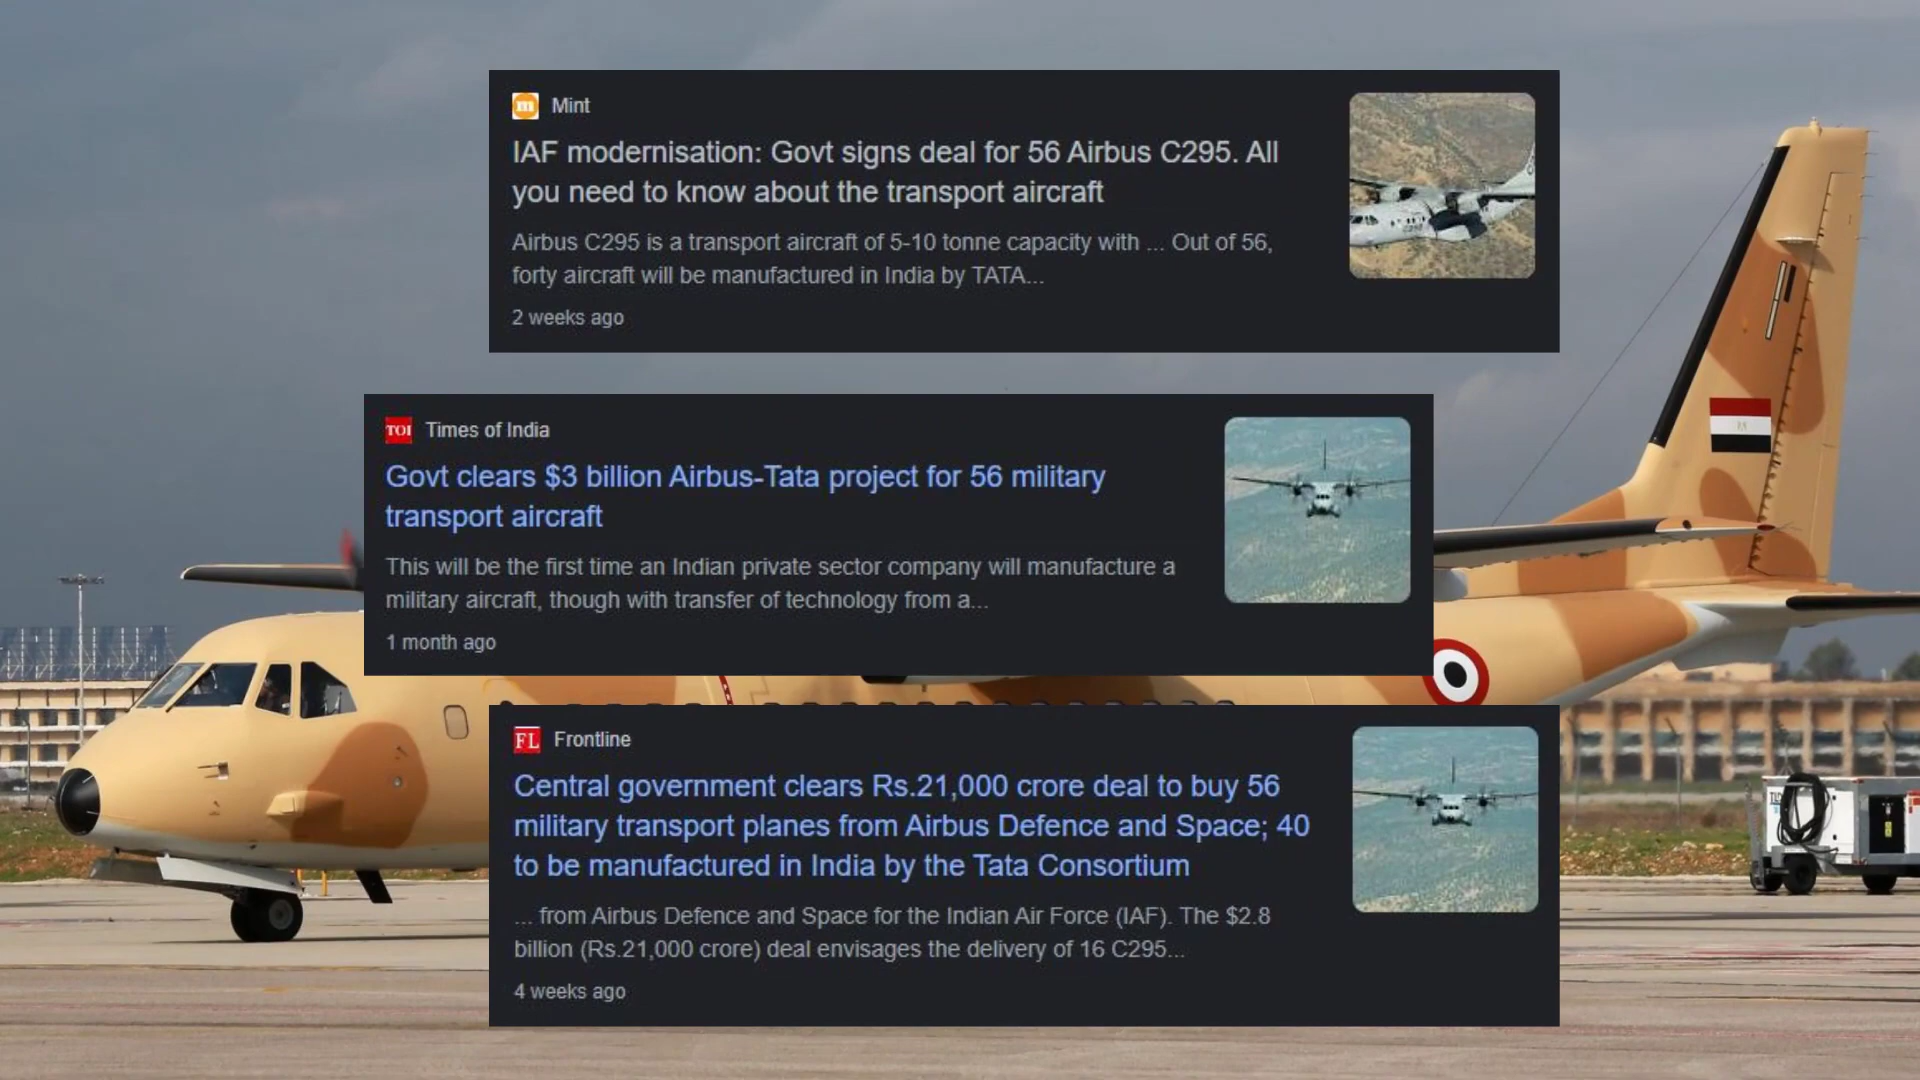 m Mint
IAF modernisation: Govt signs deal for 56 Airbus C295. All
you need to know about the transport aircraft
Airbus C295 is a transport aircraft of 5-10 tonne capacity with ... Out of 56,
forty aircraft will be manufactured in India by TATA...
2 weeks ago
TOI Times of India
Govt clears $3 billion Airbus-Tata project for 56 military
transport aircraft
This will be the first time an Indian private sector company will manufacture a
military aircraft, though with transfer of technology from a...
1 month ago
FL Frontline
Central government clears Rs.21,000 crore deal to buy 56
military transport planes from Airbus Defence and Space; 40
to be manufactured in India by the Tata Consortium
... from Airbus Defence and Space for the Indian Air Force (IAF). The $2.8
billion (Rs.21,000 crore) deal envisages the delivery of 16 C295...
4 weeks ago